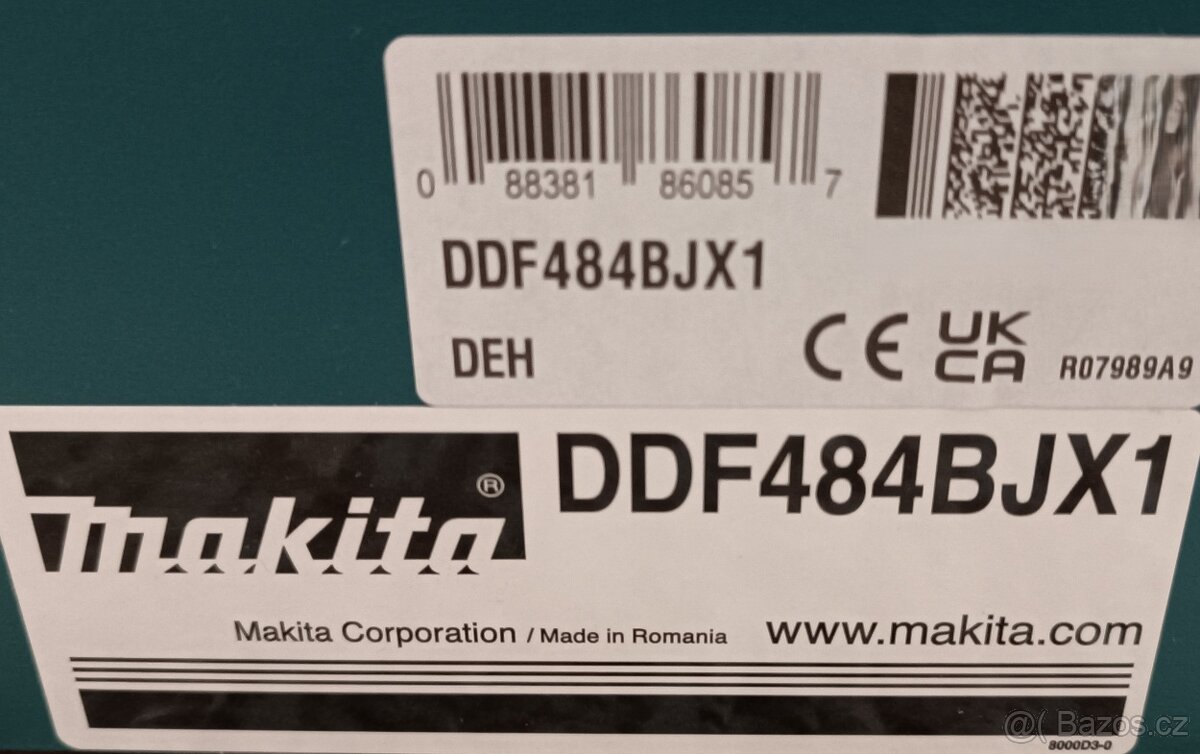 0 88381 86085 7
DDF484BJX1
DEH
CE UK CA R07989A9
makita® DDF484BJX1
Makita Corporation / Made in Romania www.makita.com
8000D3-0
@( Bazos.cz